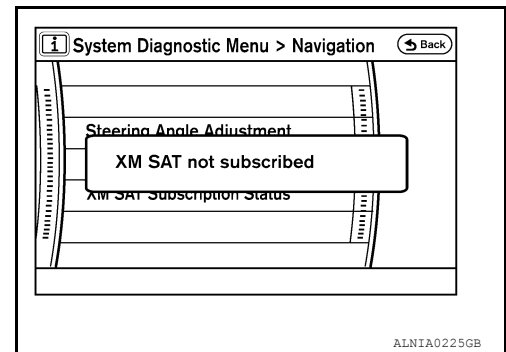 i System Diagnostic Menu > Navigation Back
Steering Angle Adjustment
XM SAT not subscribed
XM SAT Subscription Status
ALNIA0225GB